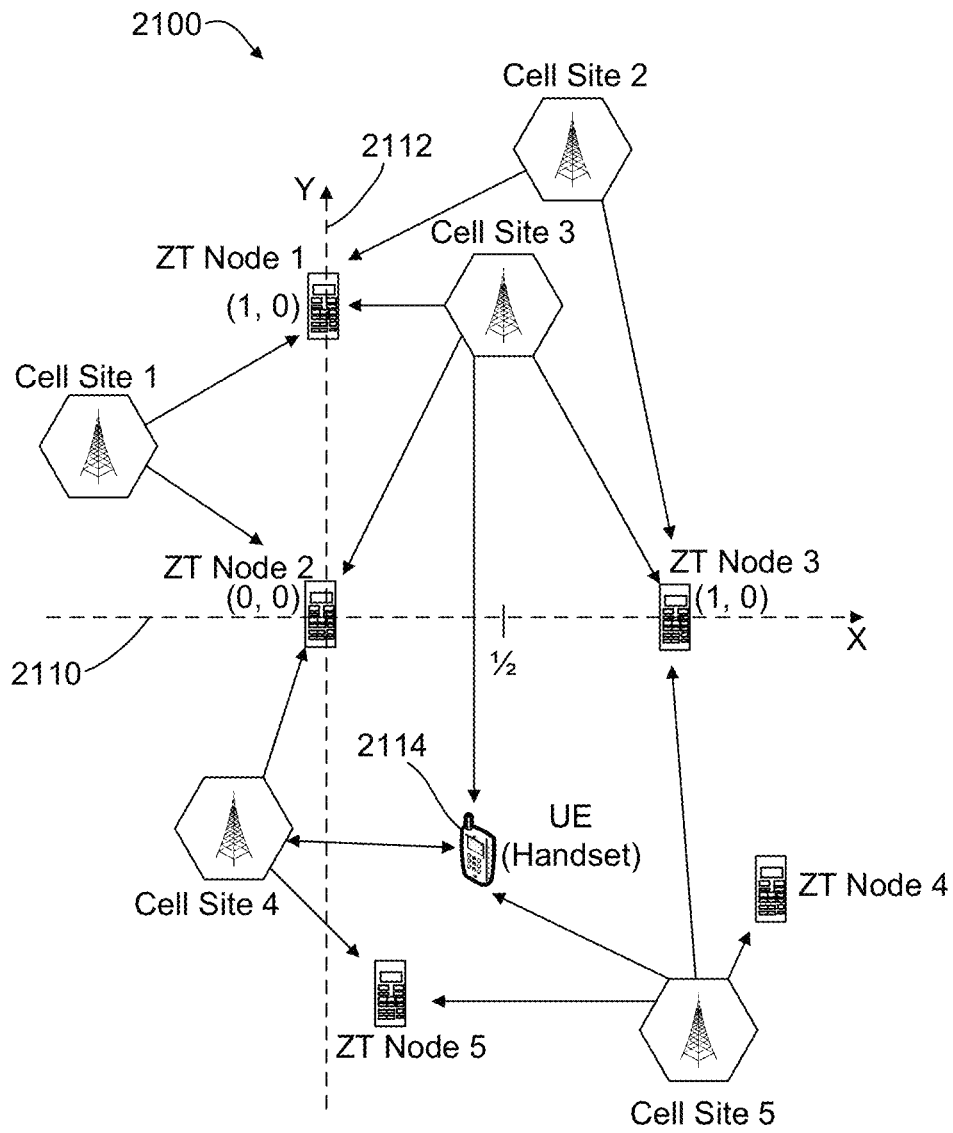 2100
Cell Site 2
2112
Y
Cell Site 3
ZT Node 1
(1, 0)
Cell Site 1
ZT Node 2
(0, 0)
ZT Node 3
(1, 0)
X
½
2110
2114
UE
(Handset)
ZT Node 4
Cell Site 4
ZT Node 5
Cell Site 5